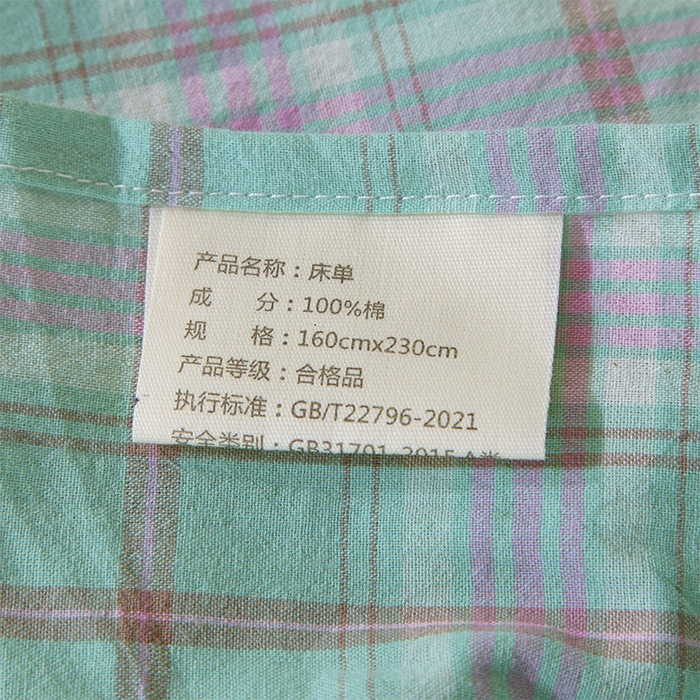 产品名称：床单
成 分：100%棉
规 格：160cmx230cm
产品等级：合格品
执行标准：GB/T22796-2021
安全类别：GB31701-2015 A类